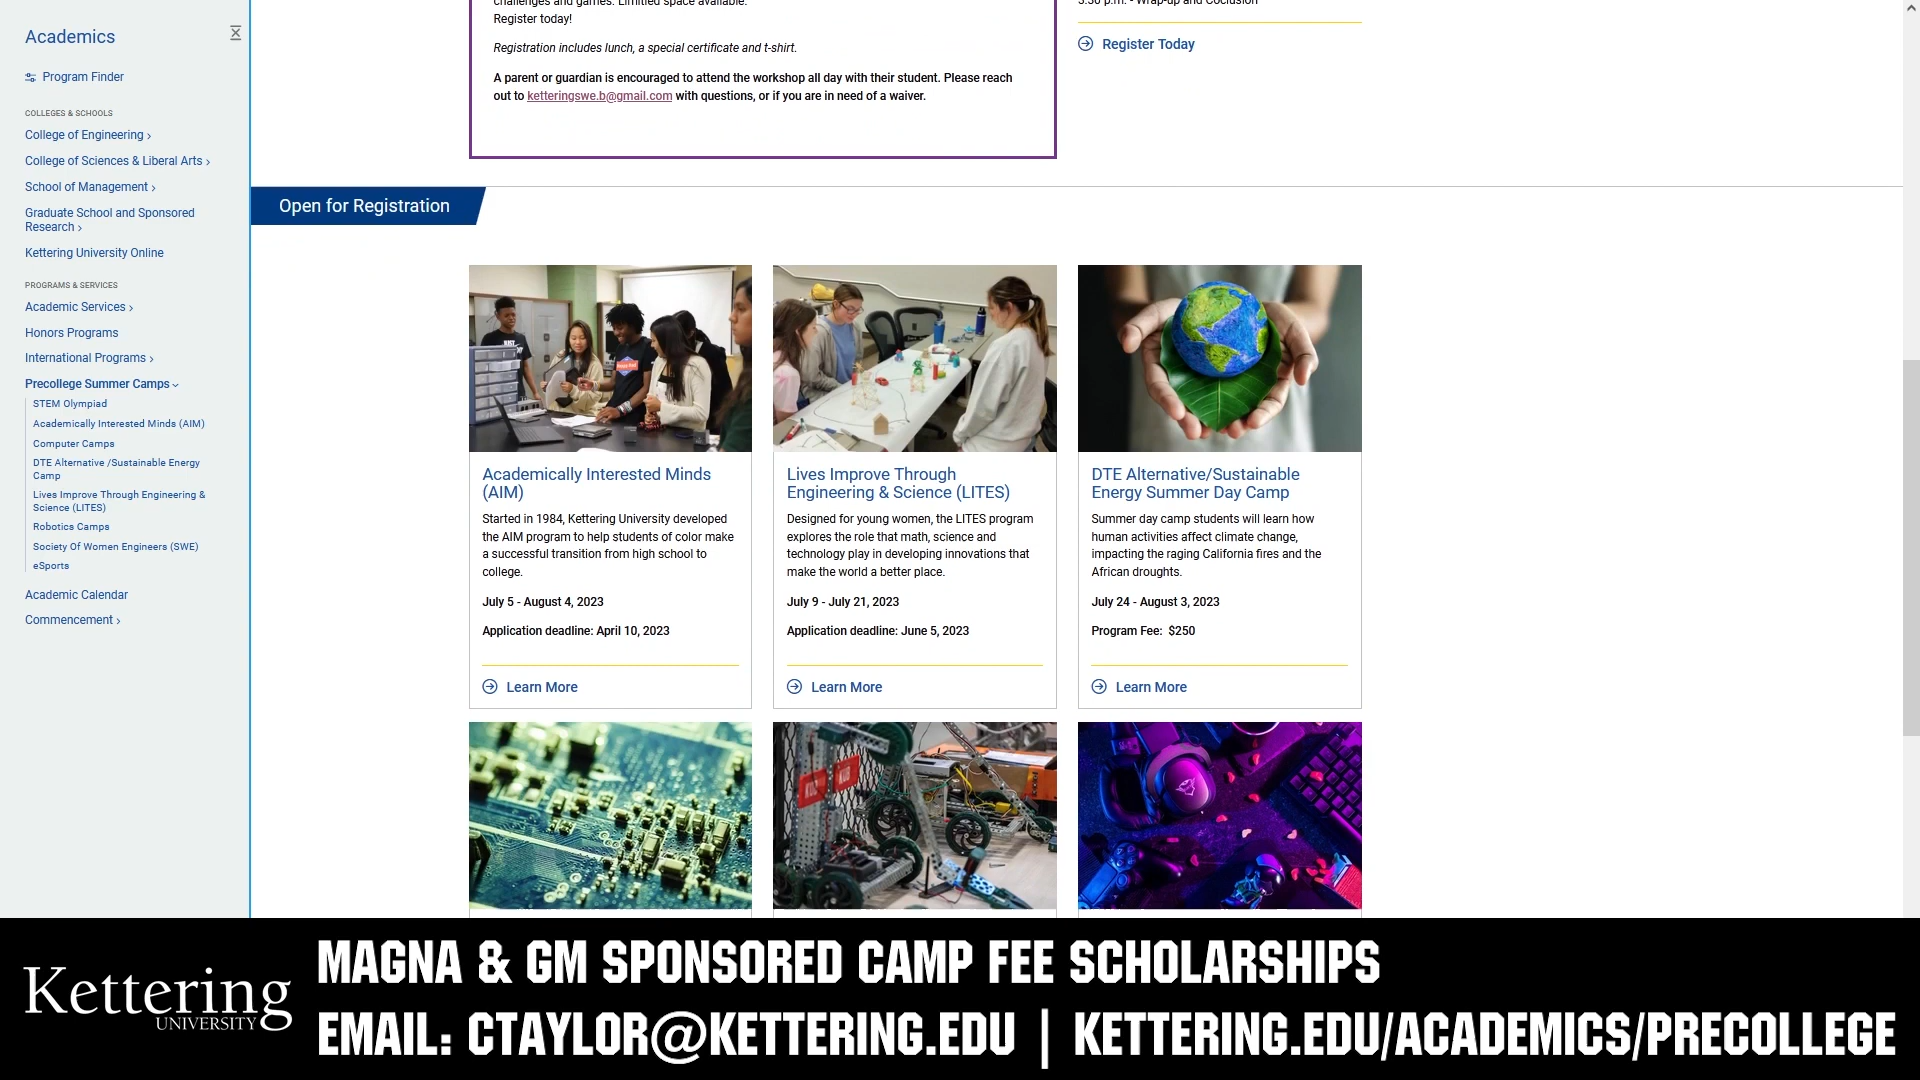 Academics
Program Finder
COLLEGES & SCHOOLS
College of Engineering
College of Sciences & Liberal Arts
School of Management
Graduate School and Sponsored
Research
Kettering University Online
PROGRAMS & SERVICES
Academic Services
Honors Programs
International Programs
Precollege Summer Camps
STEM Olympiad
Academically Interested Minds (AIM)
Computer Camps
DTE Alternative /Sustainable Energy
Camp
Lives Improve Through Engineering &
Science (LITES)
Robotics Camps
Society Of Women Engineers (SWE)
eSports
Academic Calendar
Commencement
challenges and games. Limitied space available.
Register today!
Registration includes lunch, a special certificate and t-shirt.
A parent or guardian is encouraged to attend the workshop all day with their student. Please reach
out to ketteringswe.b@gmail.com with questions, or if you are in need of a waiver.
3:30 p.m. - Wrap-up and Coclusion
Register Today
Open for Registration
Academically Interested Minds
(AIM)
Started in 1984, Kettering University developed
the AIM program to help students of color make
a successful transition from high school to
college.
July 5 - August 4, 2023
Application deadline: April 10, 2023
Learn More
Lives Improve Through
Engineering & Science (LITES)
Designed for young women, the LITES program
explores the role that math, science and
technology play in developing innovations that
make the world a better place.
July 9 - July 21, 2023
Application deadline: June 5, 2023
Learn More
DTE Alternative/Sustainable
Energy Summer Day Camp
Summer day camp students will learn how
human activities affect climate change,
impacting the raging California fires and the
African droughts.
July 24 - August 3, 2023
Program Fee: $250
Learn More
Kettering
UNIVERSITY
MAGNA & GM SPONSORED CAMP FEE SCHOLARSHIPS
EMAIL: CTAYLOR@KETTERING.EDU | KETTERING.EDU/ACADEMICS/PRECOLLEGE